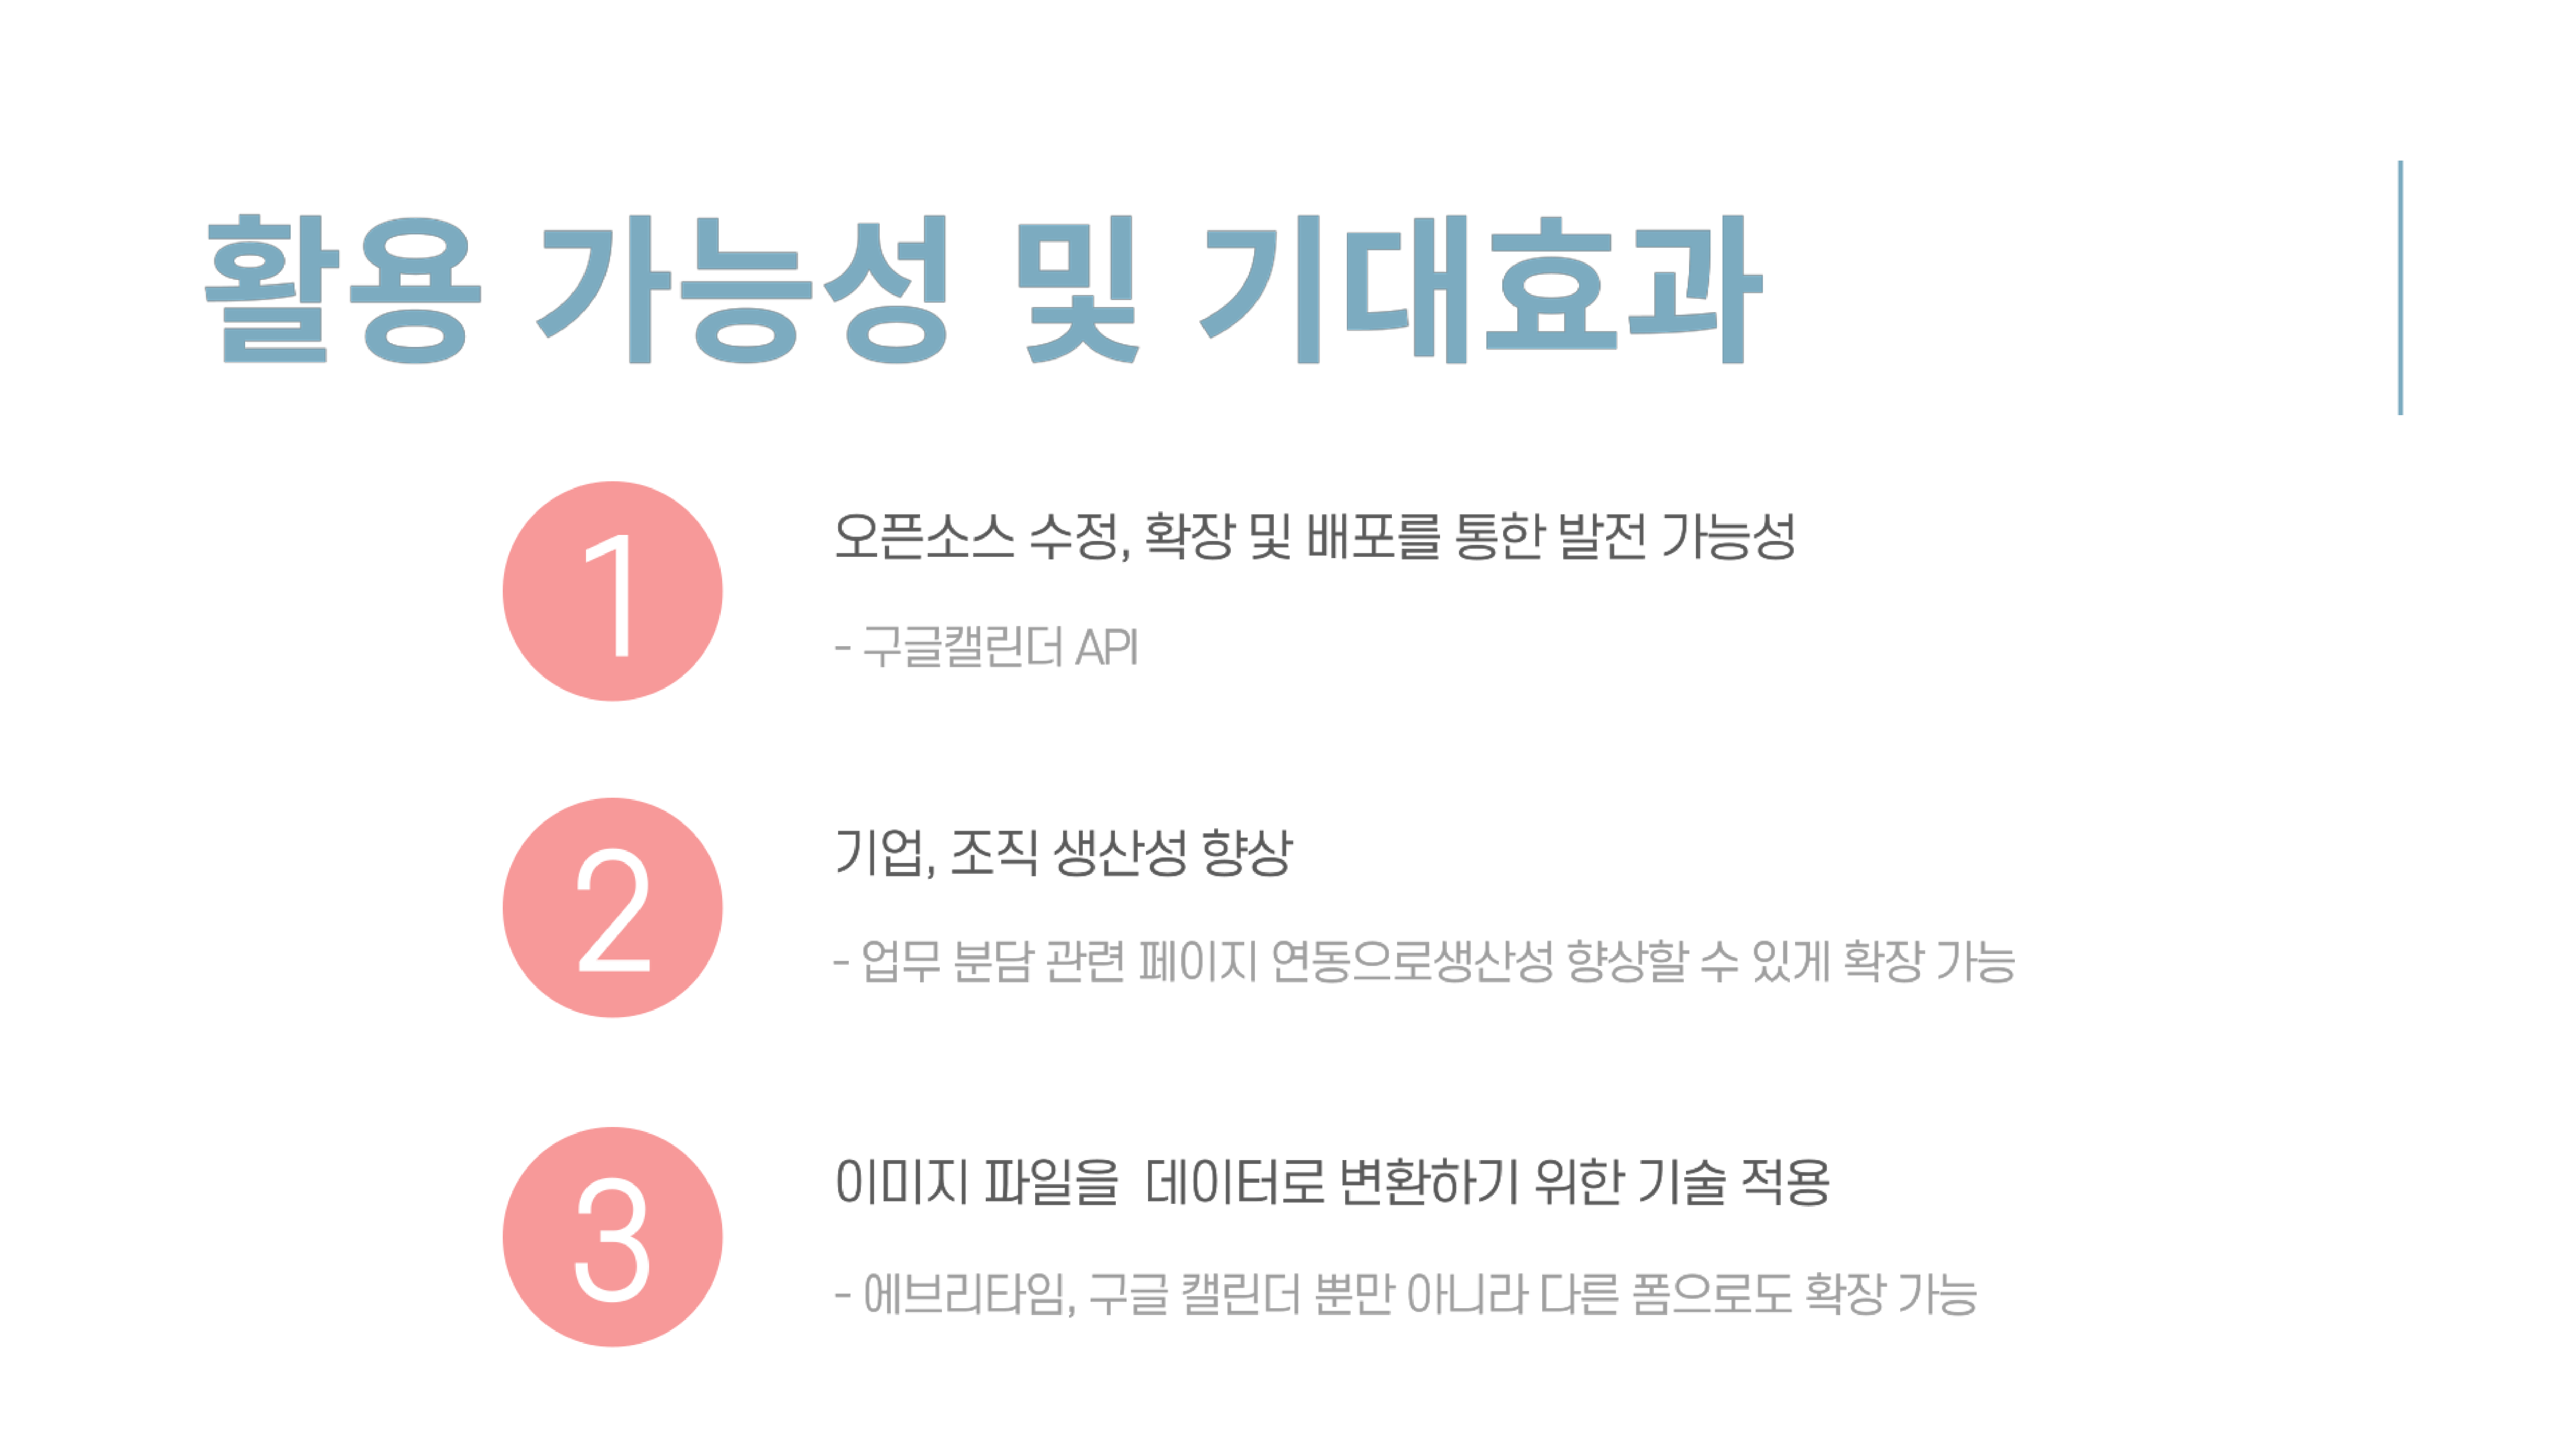 활용 가능성 및 기대효과
1
오픈소스 수정, 확장 및 배포를 통한 발전 가능성
- 구글캘린더 API
2
기업, 조직 생산성 향상
- 업무 분담 관련 페이지 연동으로생산성 향상할 수 있게 확장 가능
3
이미지 파일을 데이터로 변환하기 위한 기술 적용
- 에브리타임, 구글 캘린더 뿐만 아니라 다른 폼으로도 확장 가능